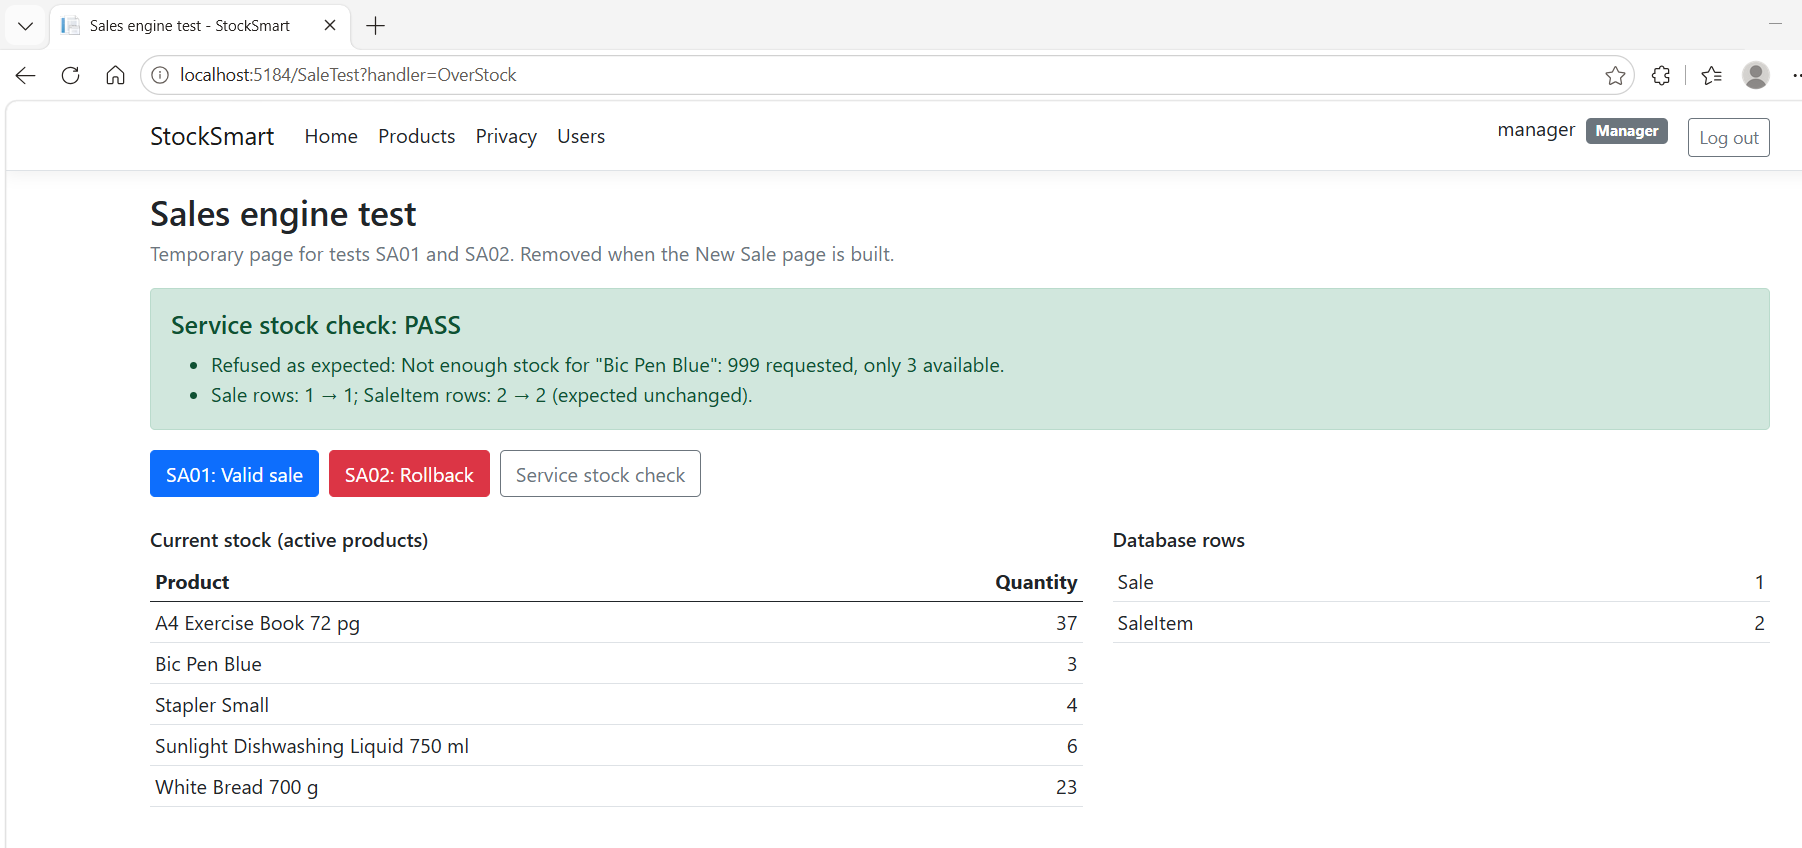 Sales engine test - StockSmart
localhost:5184/SaleTest?handler=OverStock
StockSmart Home Products Privacy Users manager Manager Log out
Sales engine test
Temporary page for tests SA01 and SA02. Removed when the New Sale page is built.
Service stock check: PASS
• Refused as expected: Not enough stock for "Bic Pen Blue": 999 requested, only 3 available.
• Sale rows: 1 → 1; SaleItem rows: 2 → 2 (expected unchanged).
SA01: Valid sale SA02: Rollback Service stock check
Current stock (active products)
Product Quantity
A4 Exercise Book 72 pg 37
Bic Pen Blue 3
Stapler Small 4
Sunlight Dishwashing Liquid 750 ml 6
White Bread 700 g 23
Database rows
Sale 1
SaleItem 2